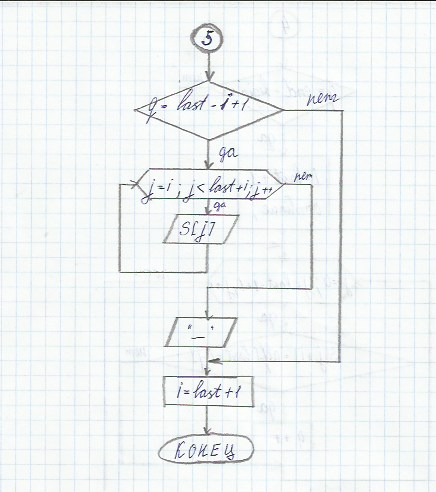 5
q = last - i + 1
нет
да
j=i; j<last+i; j++
нет
да
S[j]
"_"
i=last+1
КОНЕЦ